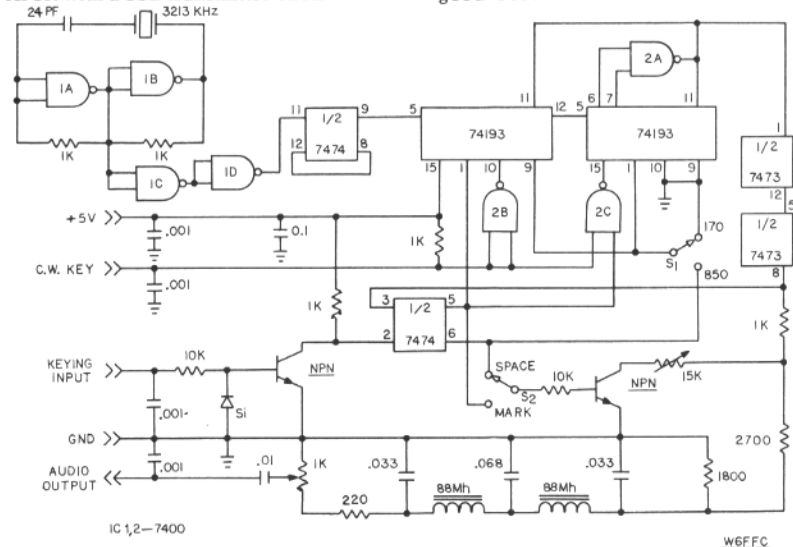 24 PF
3213 KHz
1A
1B
1K
1K
1C
1D
11
12
1/2
7474
9
8
5
74193
11
12
15
1
10
9
2A
5
6
7
11
74193
15
1
10
9
1
1/2
7473
12
5
1/2
7473
8
2B
2C
+5V
.001
0.1
1K
C.W. KEY
.001
1K
170
S1
850
3
1/2
5
2
7474
6
1K
KEYING
INPUT
10K
NPN
SPACE
S2
MARK
10K
NPN
15K
.001
Si
GND
2700
AUDIO
OUTPUT
.001
.01
1K
.033
.068
.033
1800
220
88Mh
88Mh
IC 1,2-7400
W6FFC